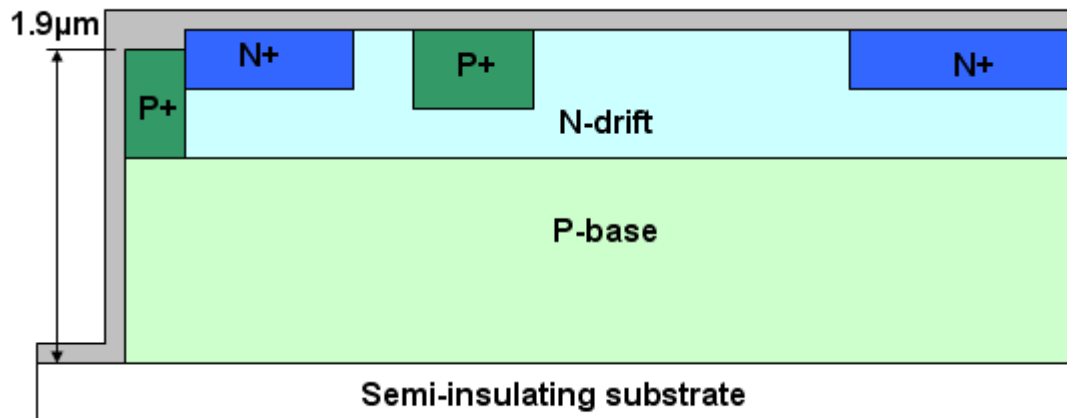 1.9µm
N+
P+
N+
P+
N-drift
P-base
Semi-insulating substrate